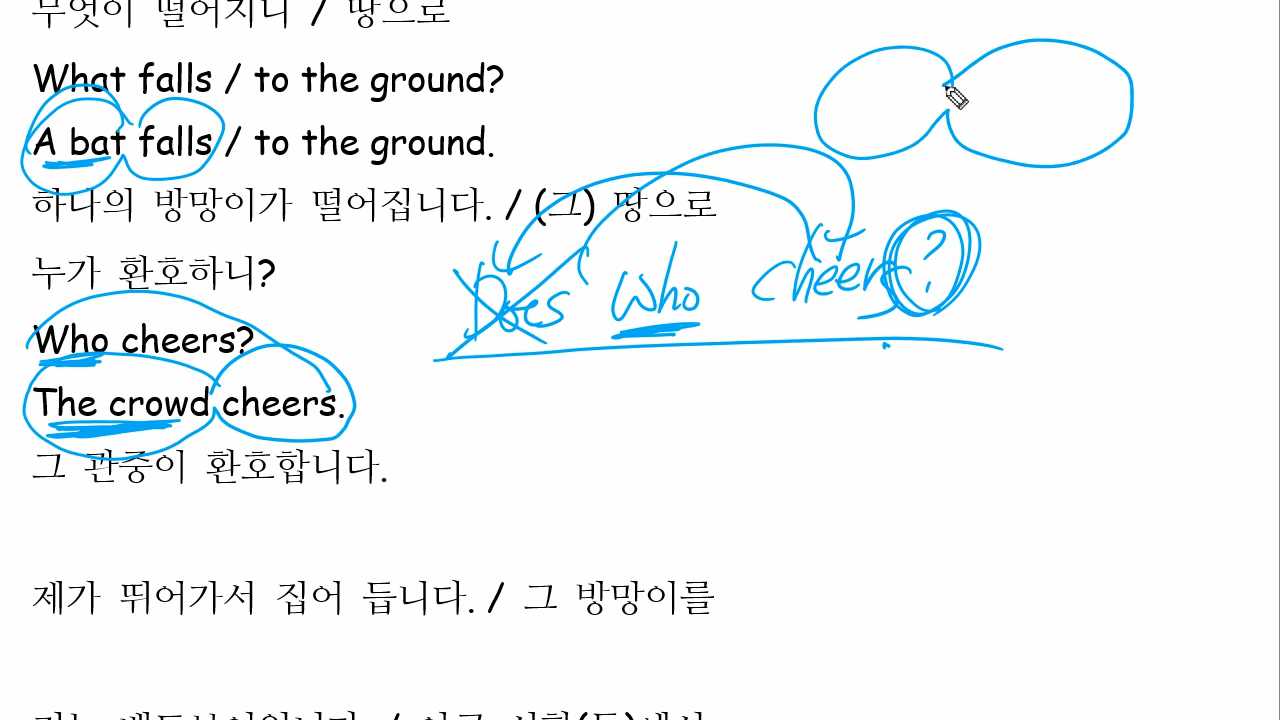 무엇이 떨어지니 / 땅으로
What falls / to the ground?
A bat falls / to the ground.
하나의 방망이가 떨어집니다. / (그) 땅으로
누가 환호하니?
Does who cheers ?
Who cheers?
The crowd cheers.
그 관중이 환호합니다.
제가 뛰어가서 집어 듭니다. / 그 방망이를